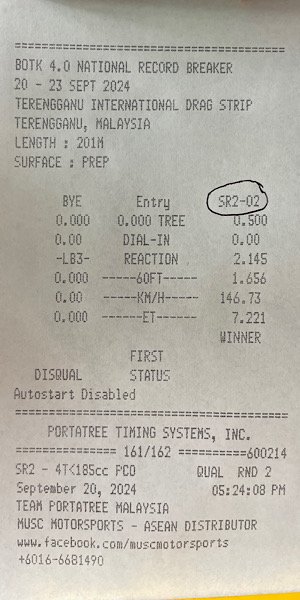 ========================================
BOTK 4.0 NATIONAL RECORD BREAKER
20 - 23 SEPT 2024
TERENGGANU INTERNATIONAL DRAG STRIP
TERENGGANU, MALAYSIA
LENGTH : 201M
SURFACE : PREP
BYE Entry SR2-02
0.000 0.000 TREE 0.500
0.00 DIAL-IN 0.00
-LB3- REACTION 2.145
0.000 -----60FT----- 1.656
0.00 -----KM/H----- 146.73
0.000 ------ET------ 7.221
WINNER
FIRST
DISQUAL STATUS
Autostart Disabled
========================================
PORTATREE TIMING SYSTEMS, INC.
=============== 161/162 ===========600214
SR2 - 4T<185cc PCO QUAL RND 2
September 20, 2024 05:24:08 PM
TEAM PORTATREE MALAYSIA
MUSC MOTORSPORTS - ASEAN DISTRIBUTOR
www.facebook.com/muscmotorsports
+6016-6681490